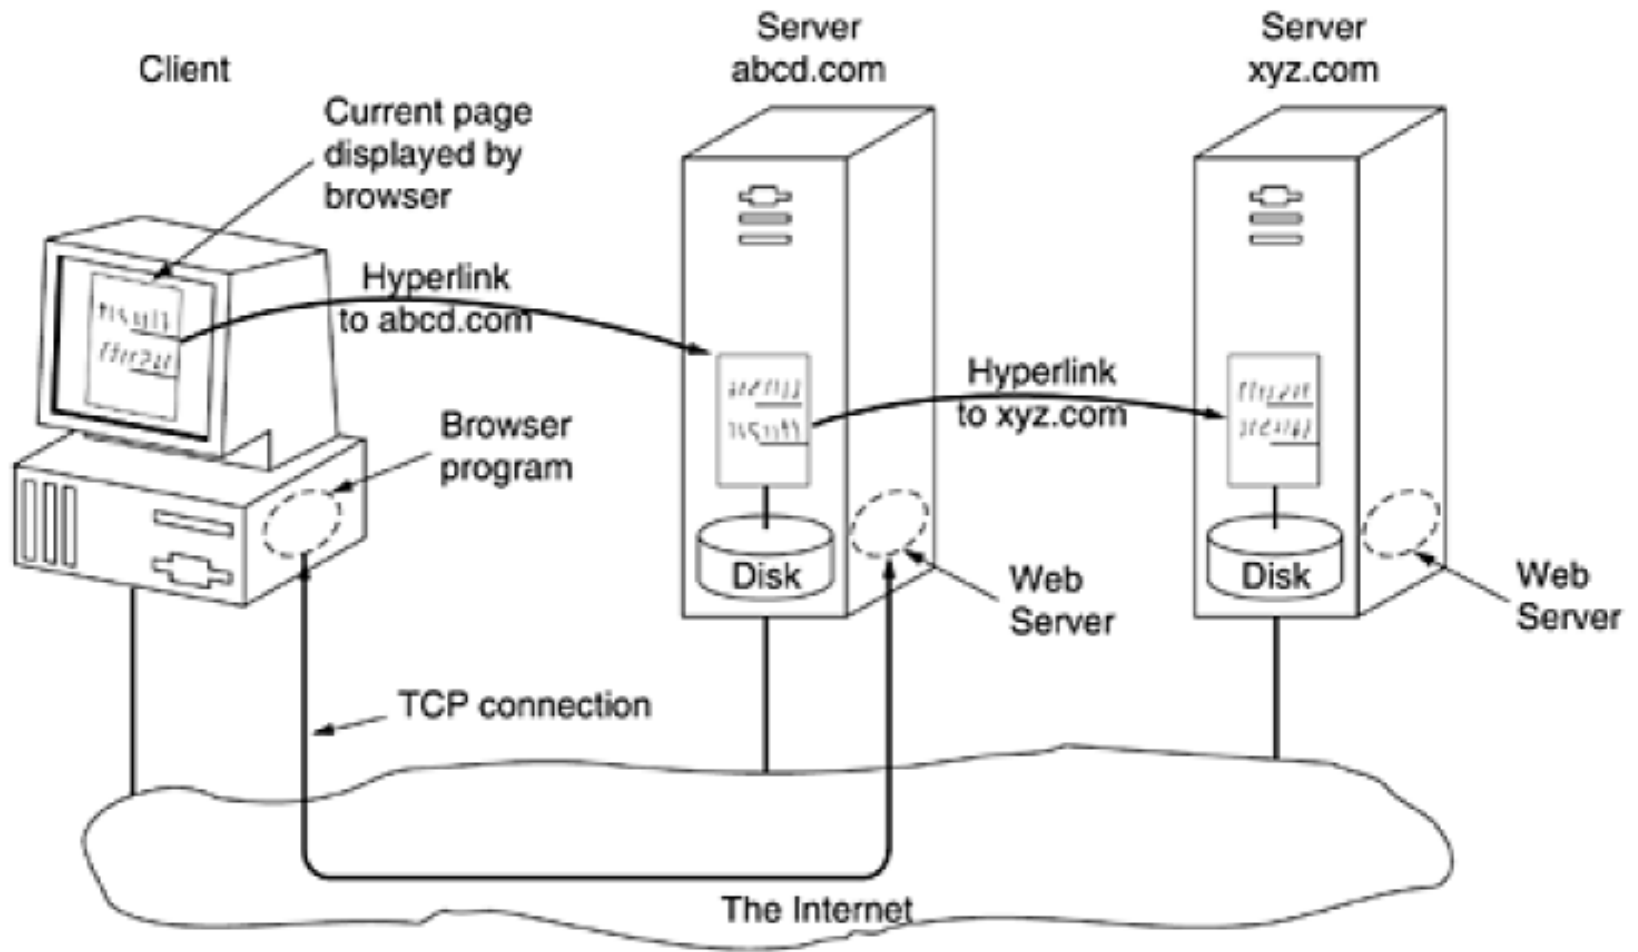 Client
Server
abcd.com
Server
xyz.com
Current page
displayed by
browser
Hyperlink
to abcd.com
Hyperlink
to xyz.com
Browser
program
Disk
Disk
Web
Server
Web
Server
TCP connection
The Internet